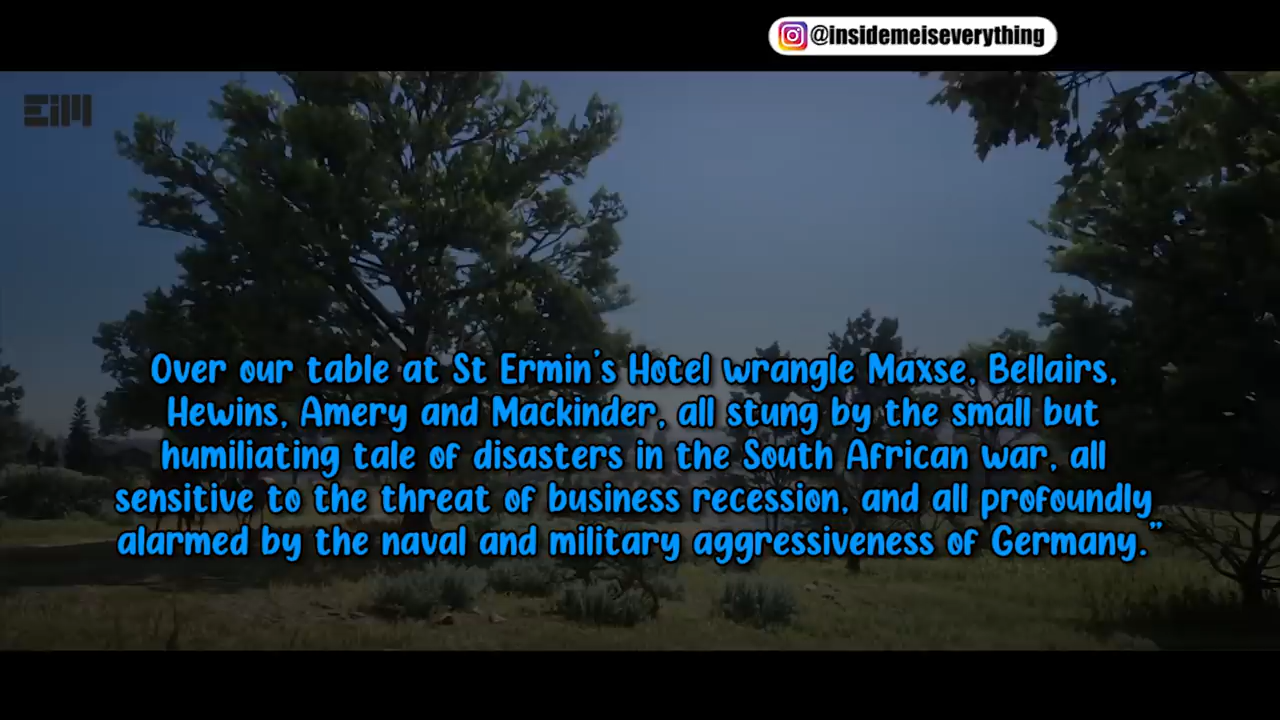 @insidemeiseverything
EIM
Over our table at St Ermin's Hotel wrangle Maxse, Bellairs,
Hewins, Amery and Mackinder, all stung by the small but
humiliating tale of disasters in the South African war, all
sensitive to the threat of business recession, and all profoundly
alarmed by the naval and military aggressiveness of Germany.”